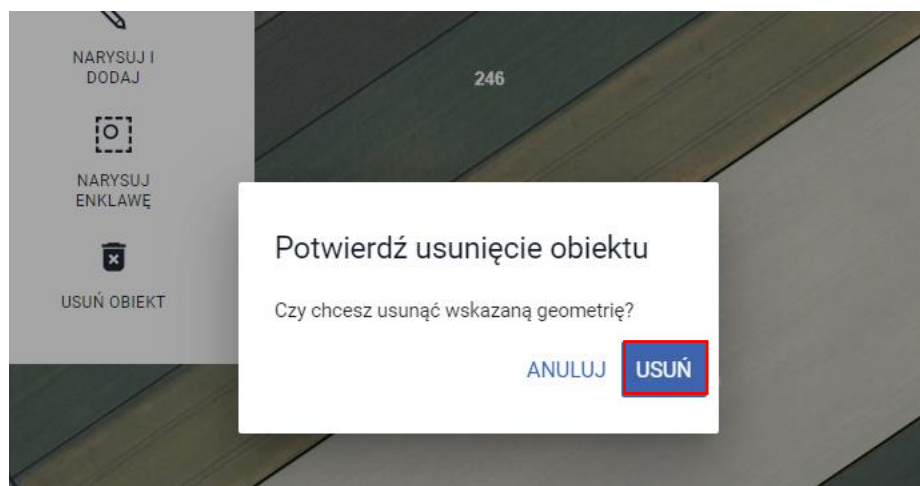 NARYSUJ I
DODAJ
246
NARYSUJ
ENKLAWĘ
USUŃ OBIEKT
Potwierdź usunięcie obiektu
Czy chcesz usunąć wskazaną geometrię?
ANULUJ USUŃ